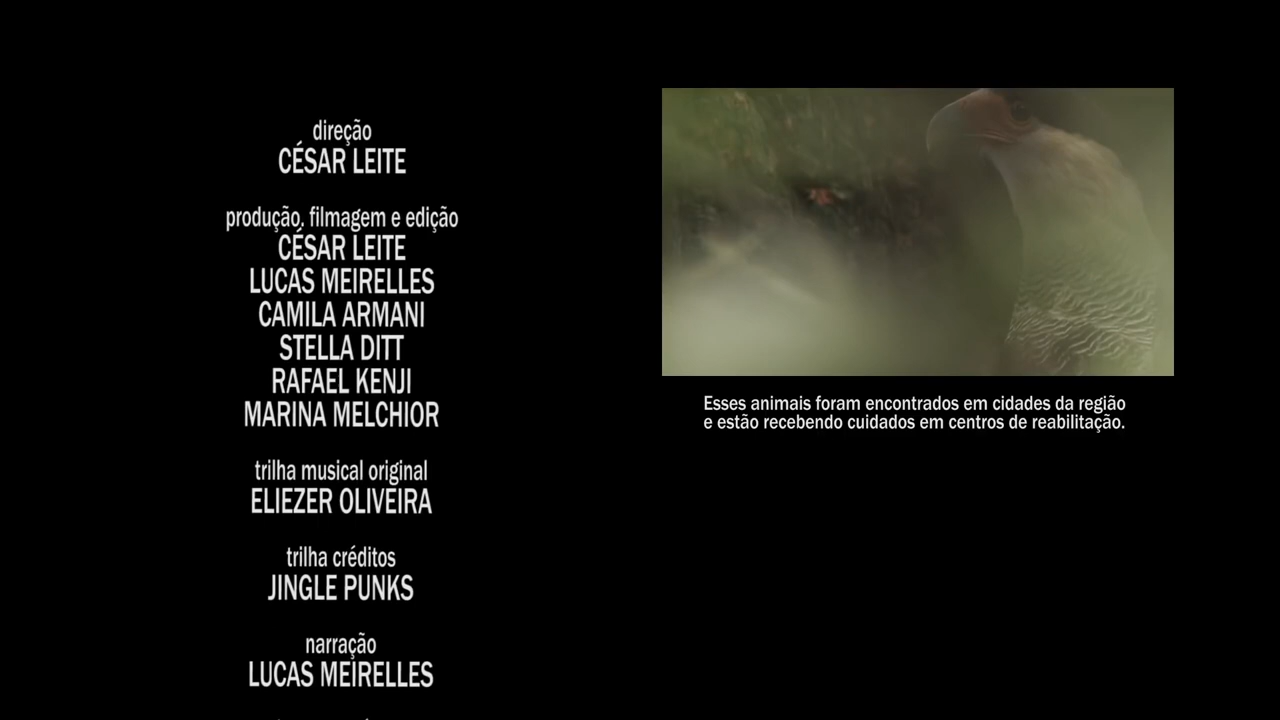 direção
CÉSAR LEITE
produção. filmagem e edição
CÉSAR LEITE
LUCAS MEIRELLES
CAMILA ARMANI
STELLA DITT
RAFAEL KENJI
MARINA MELCHIOR
trilha musical original
ELIEZER OLIVEIRA
trilha créditos
JINGLE PUNKS
narração
LUCAS MEIRELLES
Esses animais foram encontrados em cidades da região
e estão recebendo cuidados em centros de reabilitação.